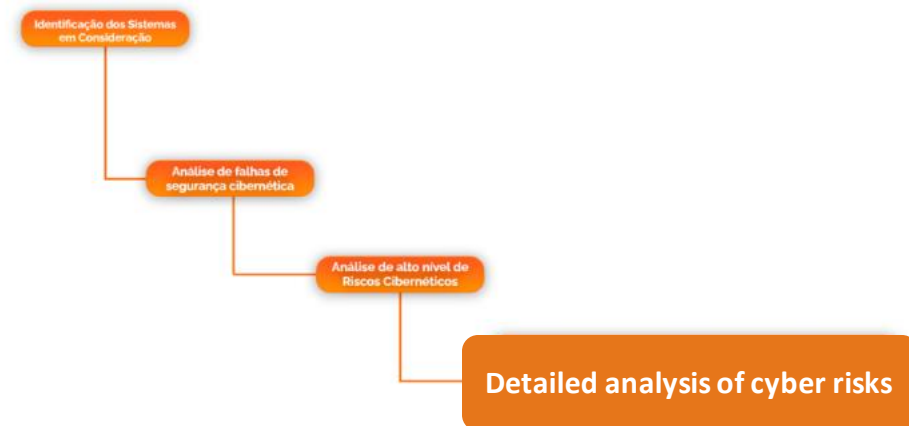 Identificação dos Sistemas
em Consideração
Análise de falhas de
segurança cibernética
Análise de alto nível de
Riscos Cibernéticos
Detailed analysis of cyber risks